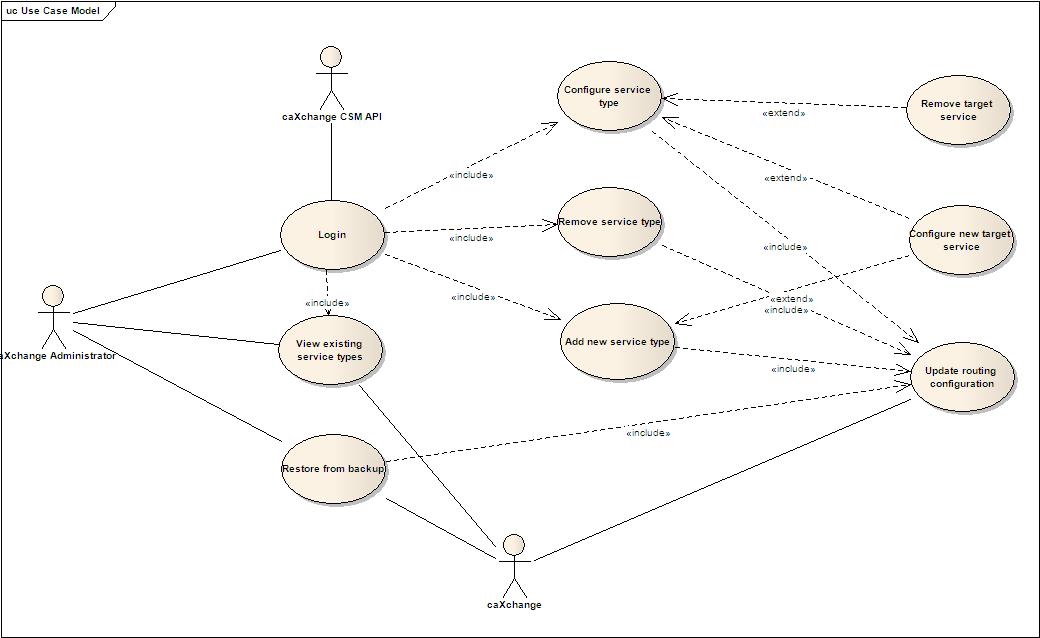 uc Use Case Model
caXchange CSM API
Configure service
type
Remove target
service
«extend»
«include»
«extend»
Login
Remove service type
Configure new target
service
«include»
«include»
«include»
«include»
«extend»
«include»
aXchange Administrator
View existing
service types
Add new service type
Update routing
configuration
«include»
«include»
Restore from backup
caXchange